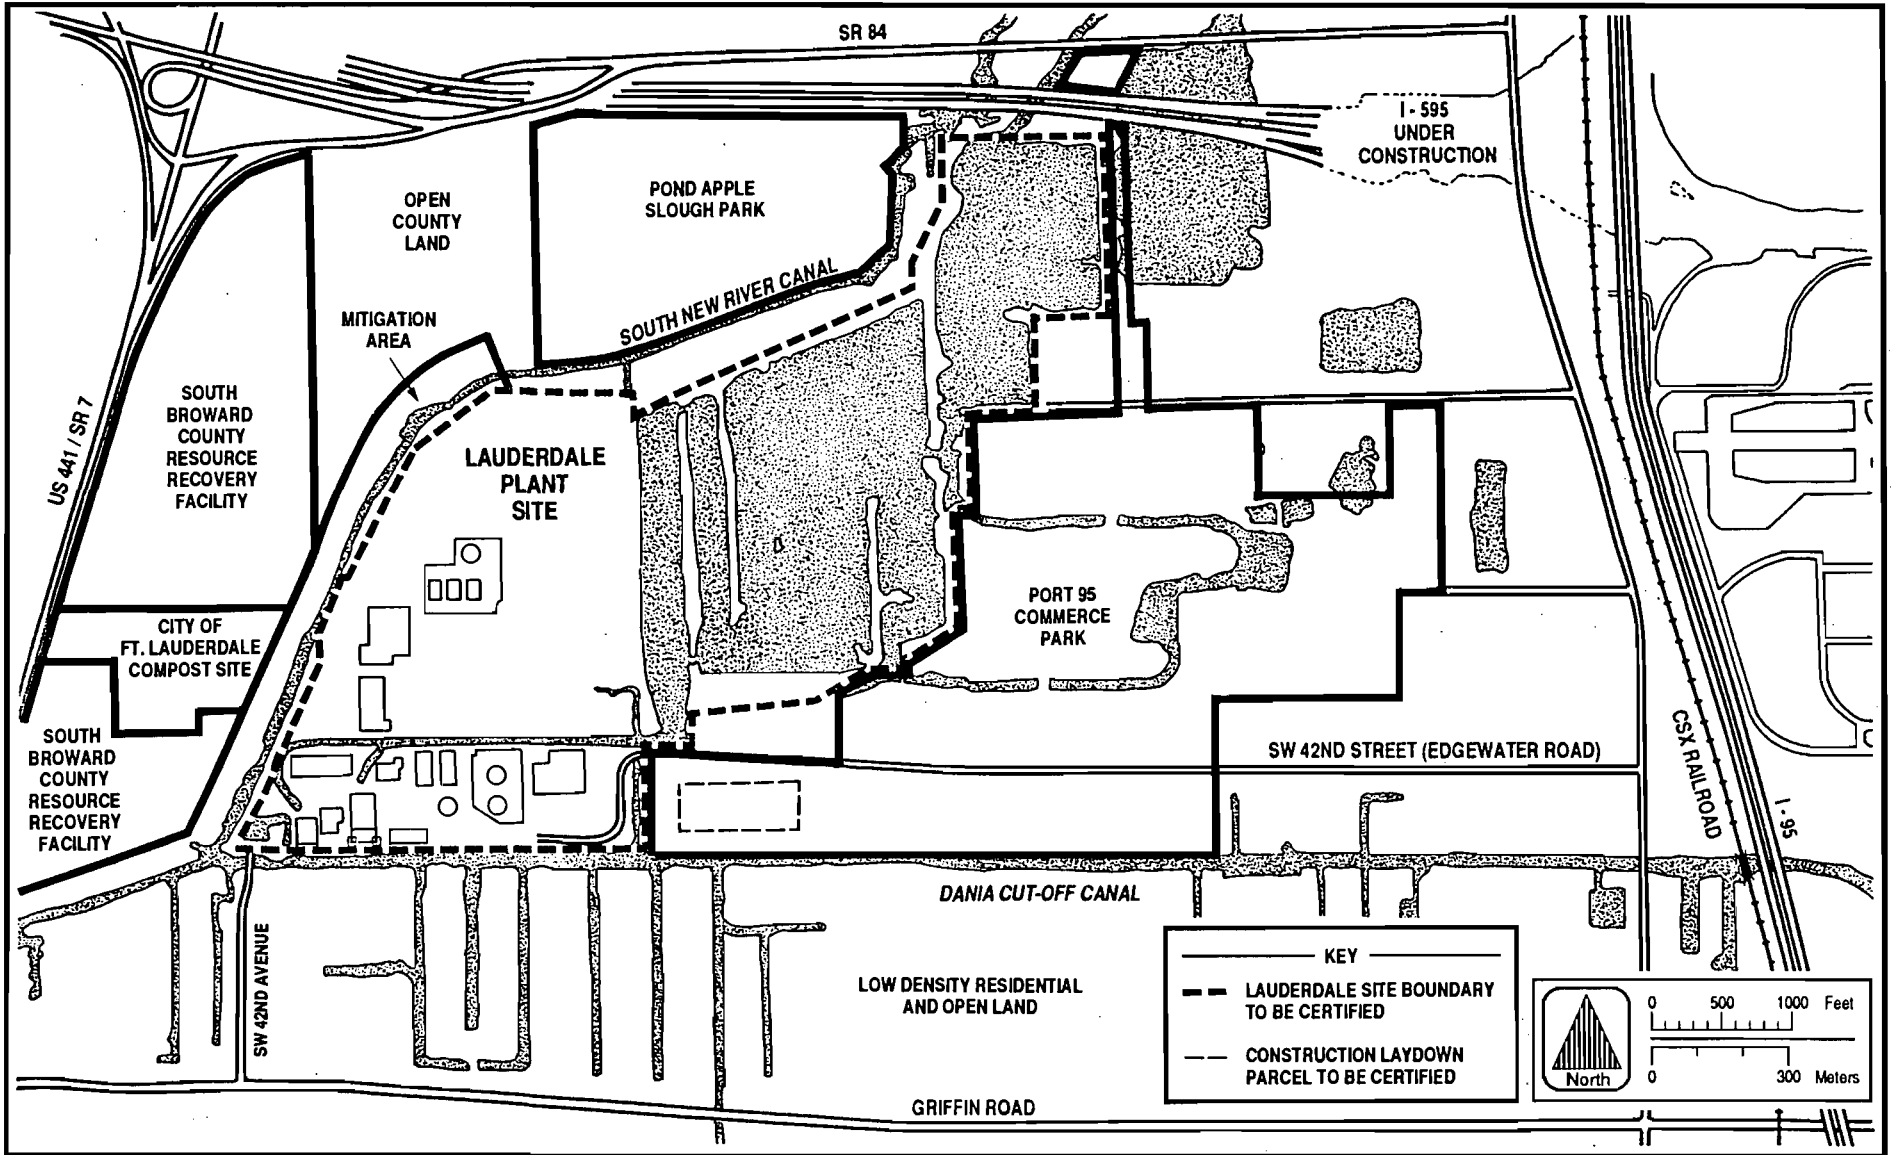 SR 84
I - 595
UNDER
CONSTRUCTION
OPEN
COUNTY
LAND
POND APPLE
SLOUGH PARK
SOUTH NEW RIVER CANAL
MITIGATION
AREA
US 441 / SR 7
SOUTH
BROWARD
COUNTY
RESOURCE
RECOVERY
FACILITY
LAUDERDALE
PLANT
SITE
PORT 95
COMMERCE
PARK
CITY OF
FT. LAUDERDALE
COMPOST SITE
SOUTH
BROWARD
COUNTY
RESOURCE
RECOVERY
FACILITY
SW 42ND STREET (EDGEWATER ROAD)
CSX RAILROAD
I - 95
DANIA CUT-OFF CANAL
SW 42ND AVENUE
LOW DENSITY RESIDENTIAL
AND OPEN LAND
GRIFFIN ROAD
KEY
LAUDERDALE SITE BOUNDARY
TO BE CERTIFIED
CONSTRUCTION LAYDOWN
PARCEL TO BE CERTIFIED
North
0 500 1000 Feet
0 300 Meters